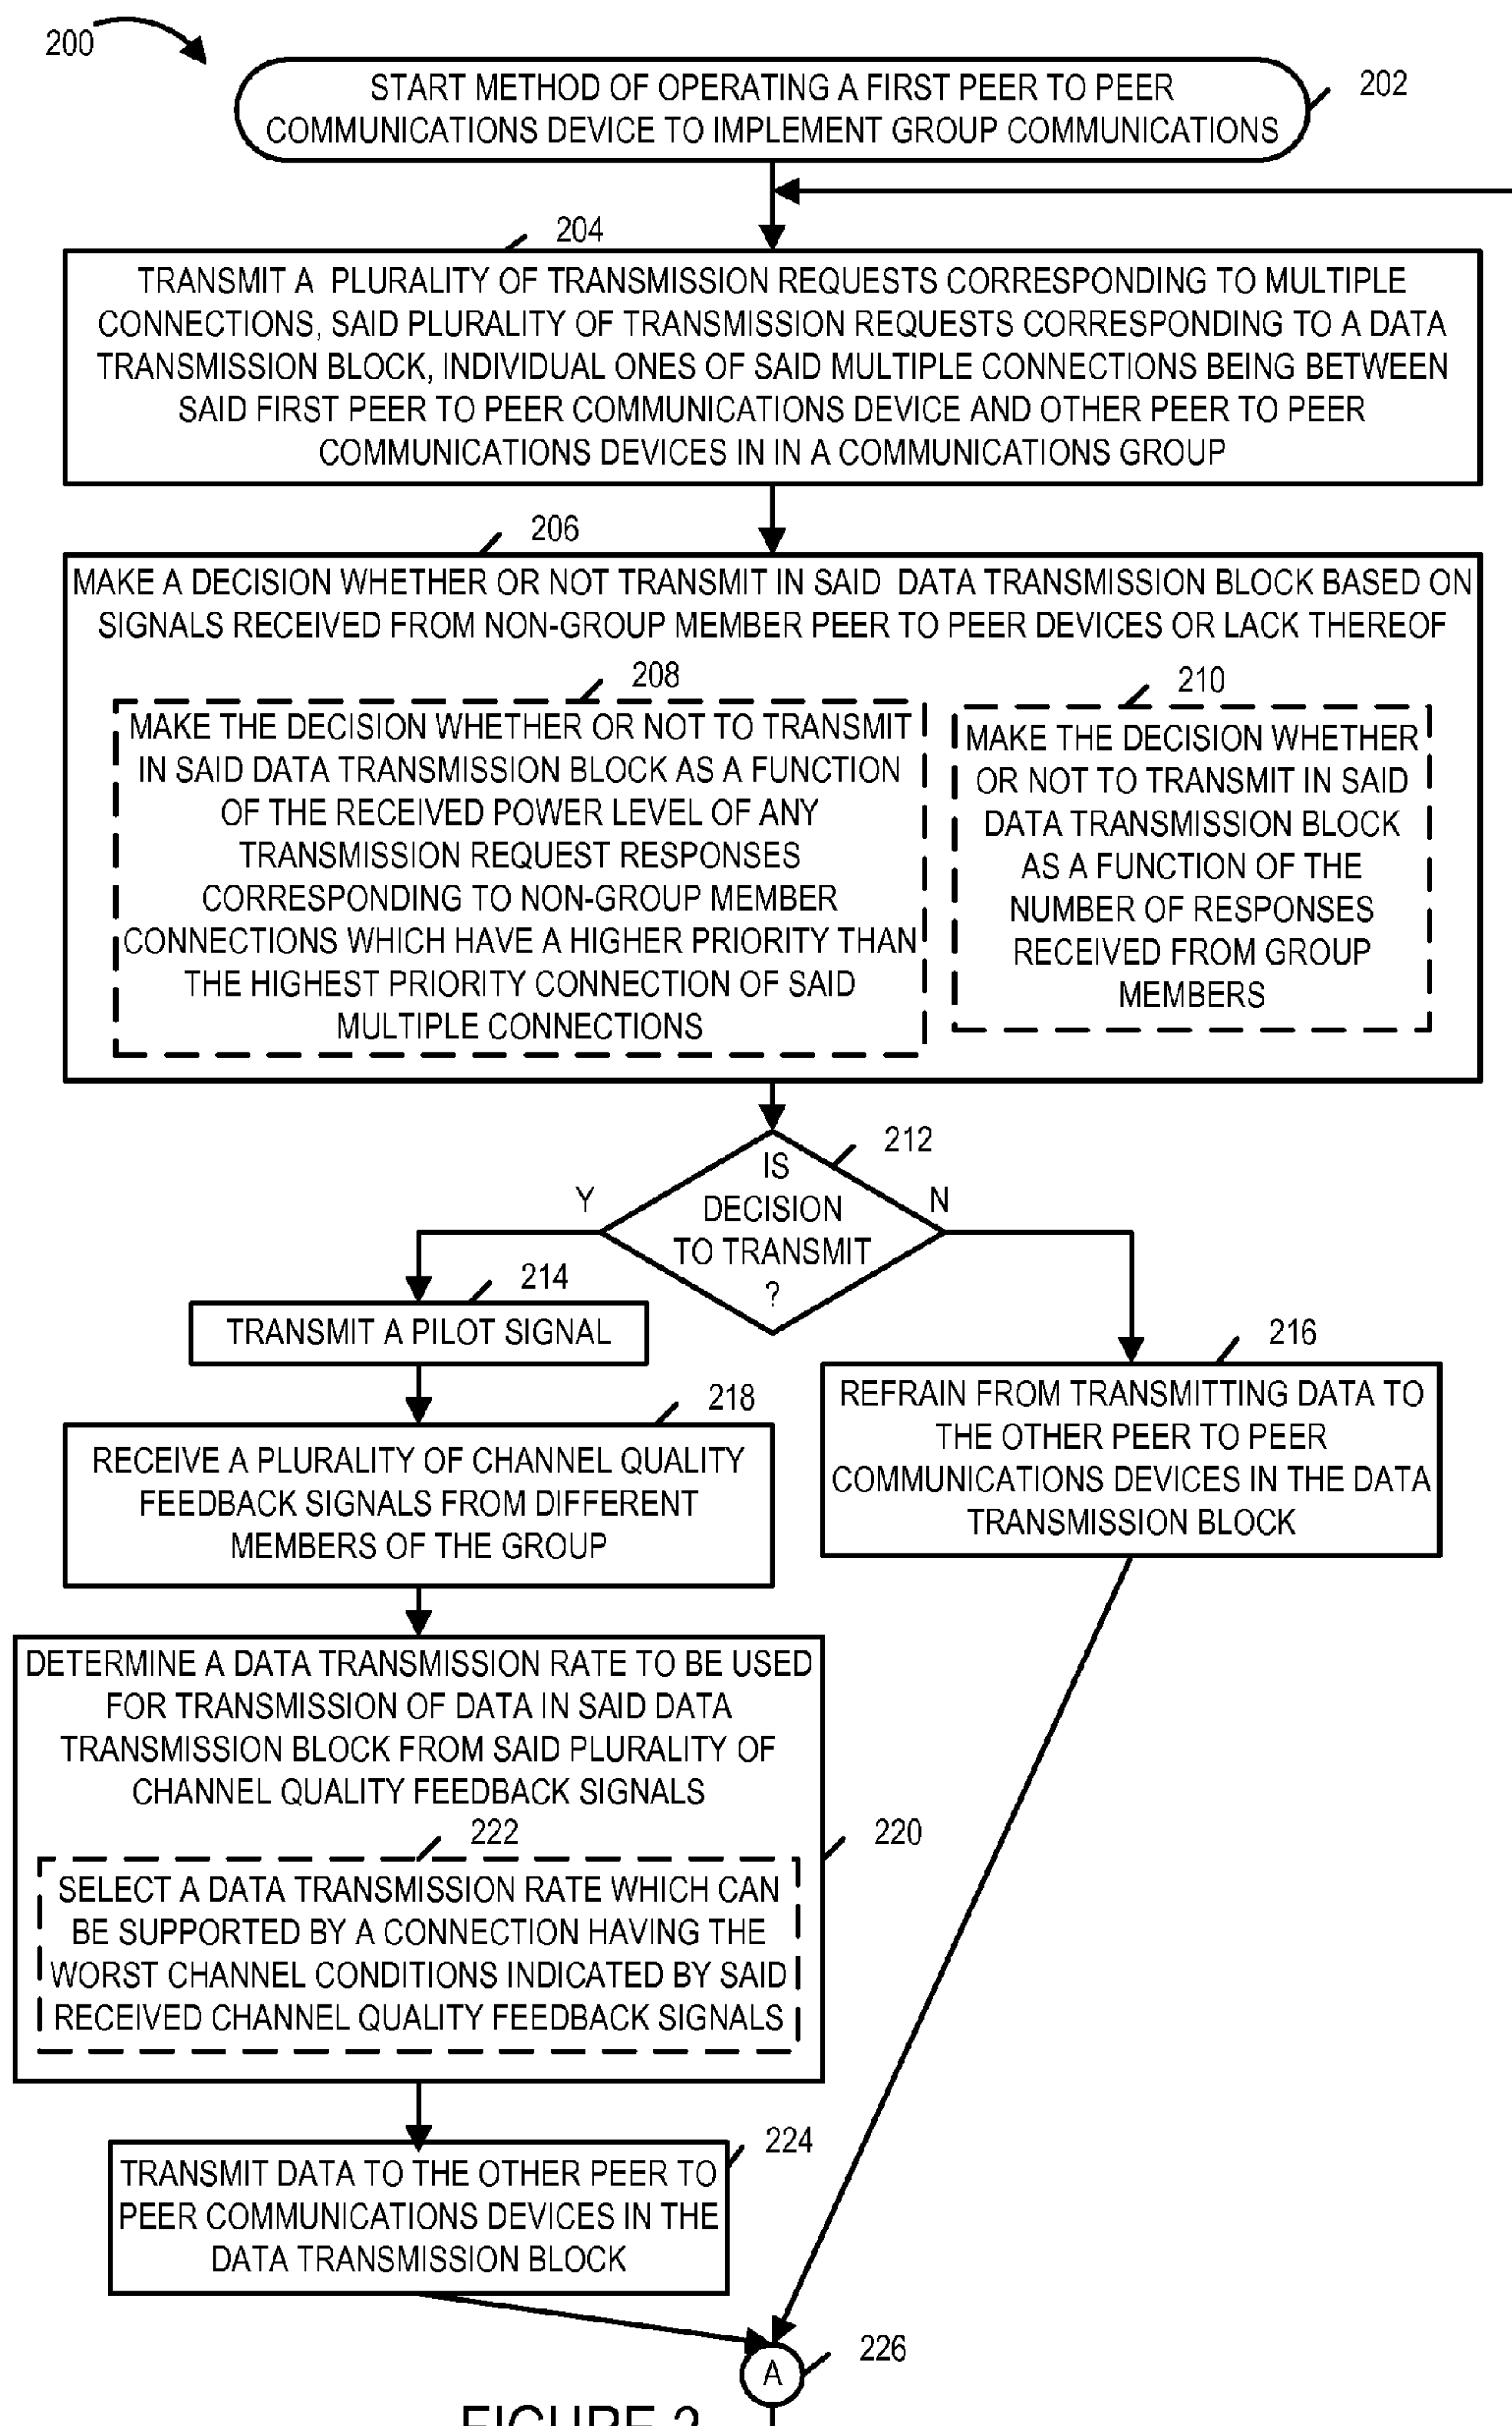 200
START METHOD OF OPERATING A FIRST PEER TO PEER
COMMUNICATIONS DEVICE TO IMPLEMENT GROUP COMMUNICATIONS
202
204
TRANSMIT A PLURALITY OF TRANSMISSION REQUESTS CORRESPONDING TO MULTIPLE
CONNECTIONS, SAID PLURALITY OF TRANSMISSION REQUESTS CORRESPONDING TO A DATA
TRANSMISSION BLOCK, INDIVIDUAL ONES OF SAID MULTIPLE CONNECTIONS BEING BETWEEN
SAID FIRST PEER TO PEER COMMUNICATIONS DEVICE AND OTHER PEER TO PEER
COMMUNICATIONS DEVICES IN IN A COMMUNICATIONS GROUP
206
MAKE A DECISION WHETHER OR NOT TRANSMIT IN SAID DATA TRANSMISSION BLOCK BASED ON
SIGNALS RECEIVED FROM NON-GROUP MEMBER PEER TO PEER DEVICES OR LACK THEREOF
208
MAKE THE DECISION WHETHER OR NOT TO TRANSMIT
IN SAID DATA TRANSMISSION BLOCK AS A FUNCTION
OF THE RECEIVED POWER LEVEL OF ANY
TRANSMISSION REQUEST RESPONSES
CORRESPONDING TO NON-GROUP MEMBER
CONNECTIONS WHICH HAVE A HIGHER PRIORITY THAN
THE HIGHEST PRIORITY CONNECTION OF SAID
MULTIPLE CONNECTIONS
210
MAKE THE DECISION WHETHER
OR NOT TO TRANSMIT IN SAID
DATA TRANSMISSION BLOCK
AS A FUNCTION OF THE
NUMBER OF RESPONSES
RECEIVED FROM GROUP
MEMBERS
212
IS
DECISION
TO TRANSMIT
?
Y
N
214
TRANSMIT A PILOT SIGNAL
216
REFRAIN FROM TRANSMITTING DATA TO
THE OTHER PEER TO PEER
COMMUNICATIONS DEVICES IN THE DATA
TRANSMISSION BLOCK
218
RECEIVE A PLURALITY OF CHANNEL QUALITY
FEEDBACK SIGNALS FROM DIFFERENT
MEMBERS OF THE GROUP
DETERMINE A DATA TRANSMISSION RATE TO BE USED
FOR TRANSMISSION OF DATA IN SAID DATA
TRANSMISSION BLOCK FROM SAID PLURALITY OF
CHANNEL QUALITY FEEDBACK SIGNALS
220
222
SELECT A DATA TRANSMISSION RATE WHICH CAN
BE SUPPORTED BY A CONNECTION HAVING THE
WORST CHANNEL CONDITIONS INDICATED BY SAID
RECEIVED CHANNEL QUALITY FEEDBACK SIGNALS
224
TRANSMIT DATA TO THE OTHER PEER TO
PEER COMMUNICATIONS DEVICES IN THE
DATA TRANSMISSION BLOCK
A
226
FIGURE 2